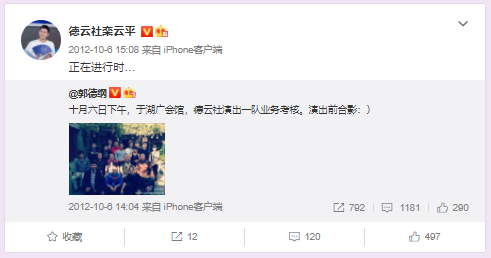 德云社栾云平
2012-10-6 15:08 来自 iPhone客户端
正在进行时...
@郭德纲
十月六日下午，于湖广会馆，德云社演出一队业务考核。演出前合影：）
2012-10-6 14:04 来自 iPhone客户端
792 1181 290
收藏 12 120 497